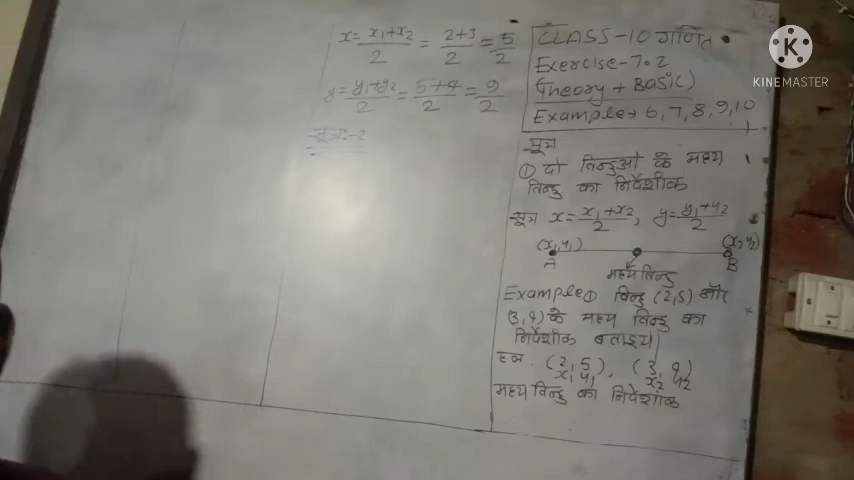 CLASS-10 गणित
Exercise-7.2
Theory + Basic)
Example → 6, 7, 8, 9, 10
सूत्र
① दो बिन्दुओ के मध्य
बिन्दु का निर्देशांक
सूत्र x = x₁+x₂/2, y = y₁+y₂/2
(x₁, y₁) (x₂ y₂)
A B
मध्य बिन्दु
Example ① बिन्दु (2,5) और
(3,4) के मध्य बिन्दु का
निर्देशांक बताइये।
हल (2, 5), (3, 4)
x₁ y₁ x₂ y₂
मध्य बिन्दु का निर्देशांक
x = x₁+x₂/2 = 2+3/2 = 5/2
y = y₁+y₂/2 = 5+4/2 = 9/2
सूत्र:-2
KINEMASTER